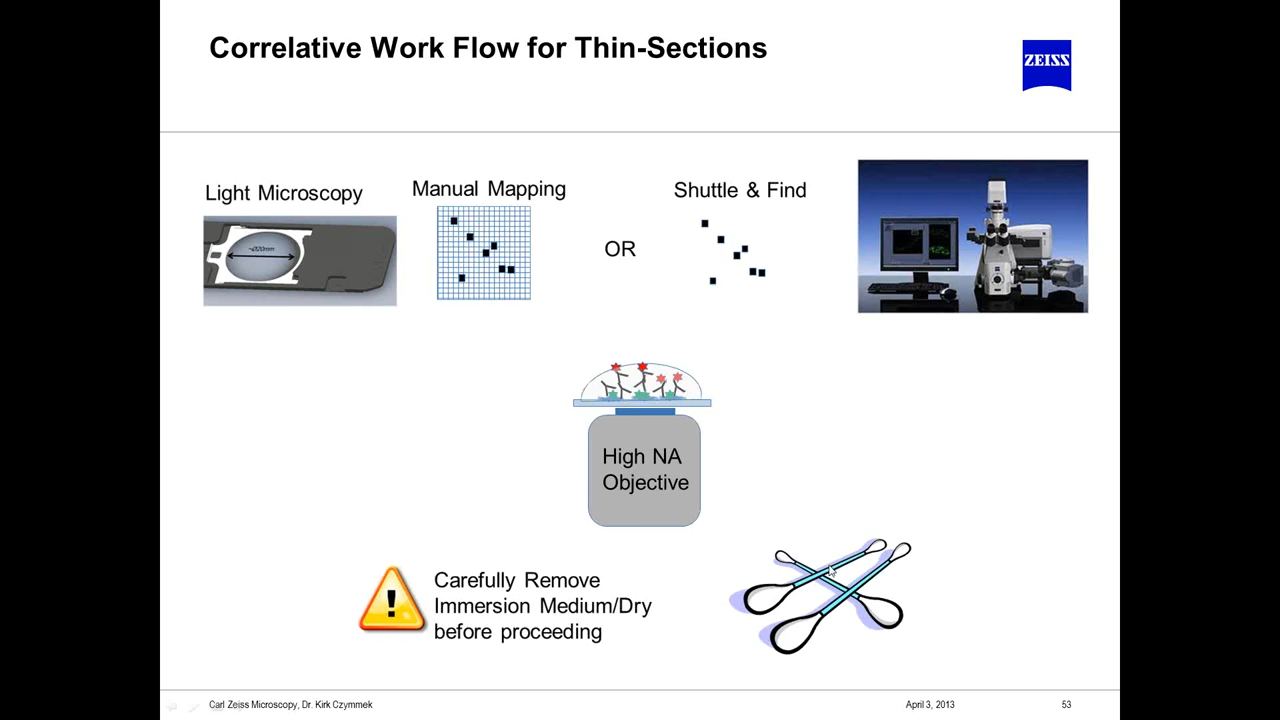 Correlative Work Flow for Thin-Sections
ZEISS
Light Microscopy
Manual Mapping
Shuttle & Find
~Ø20mm
OR
High NA
Objective
!
Carefully Remove
Immersion Medium/Dry
before proceeding
Carl Zeiss Microscopy, Dr. Kirk Czymmek
April 3, 2013
53